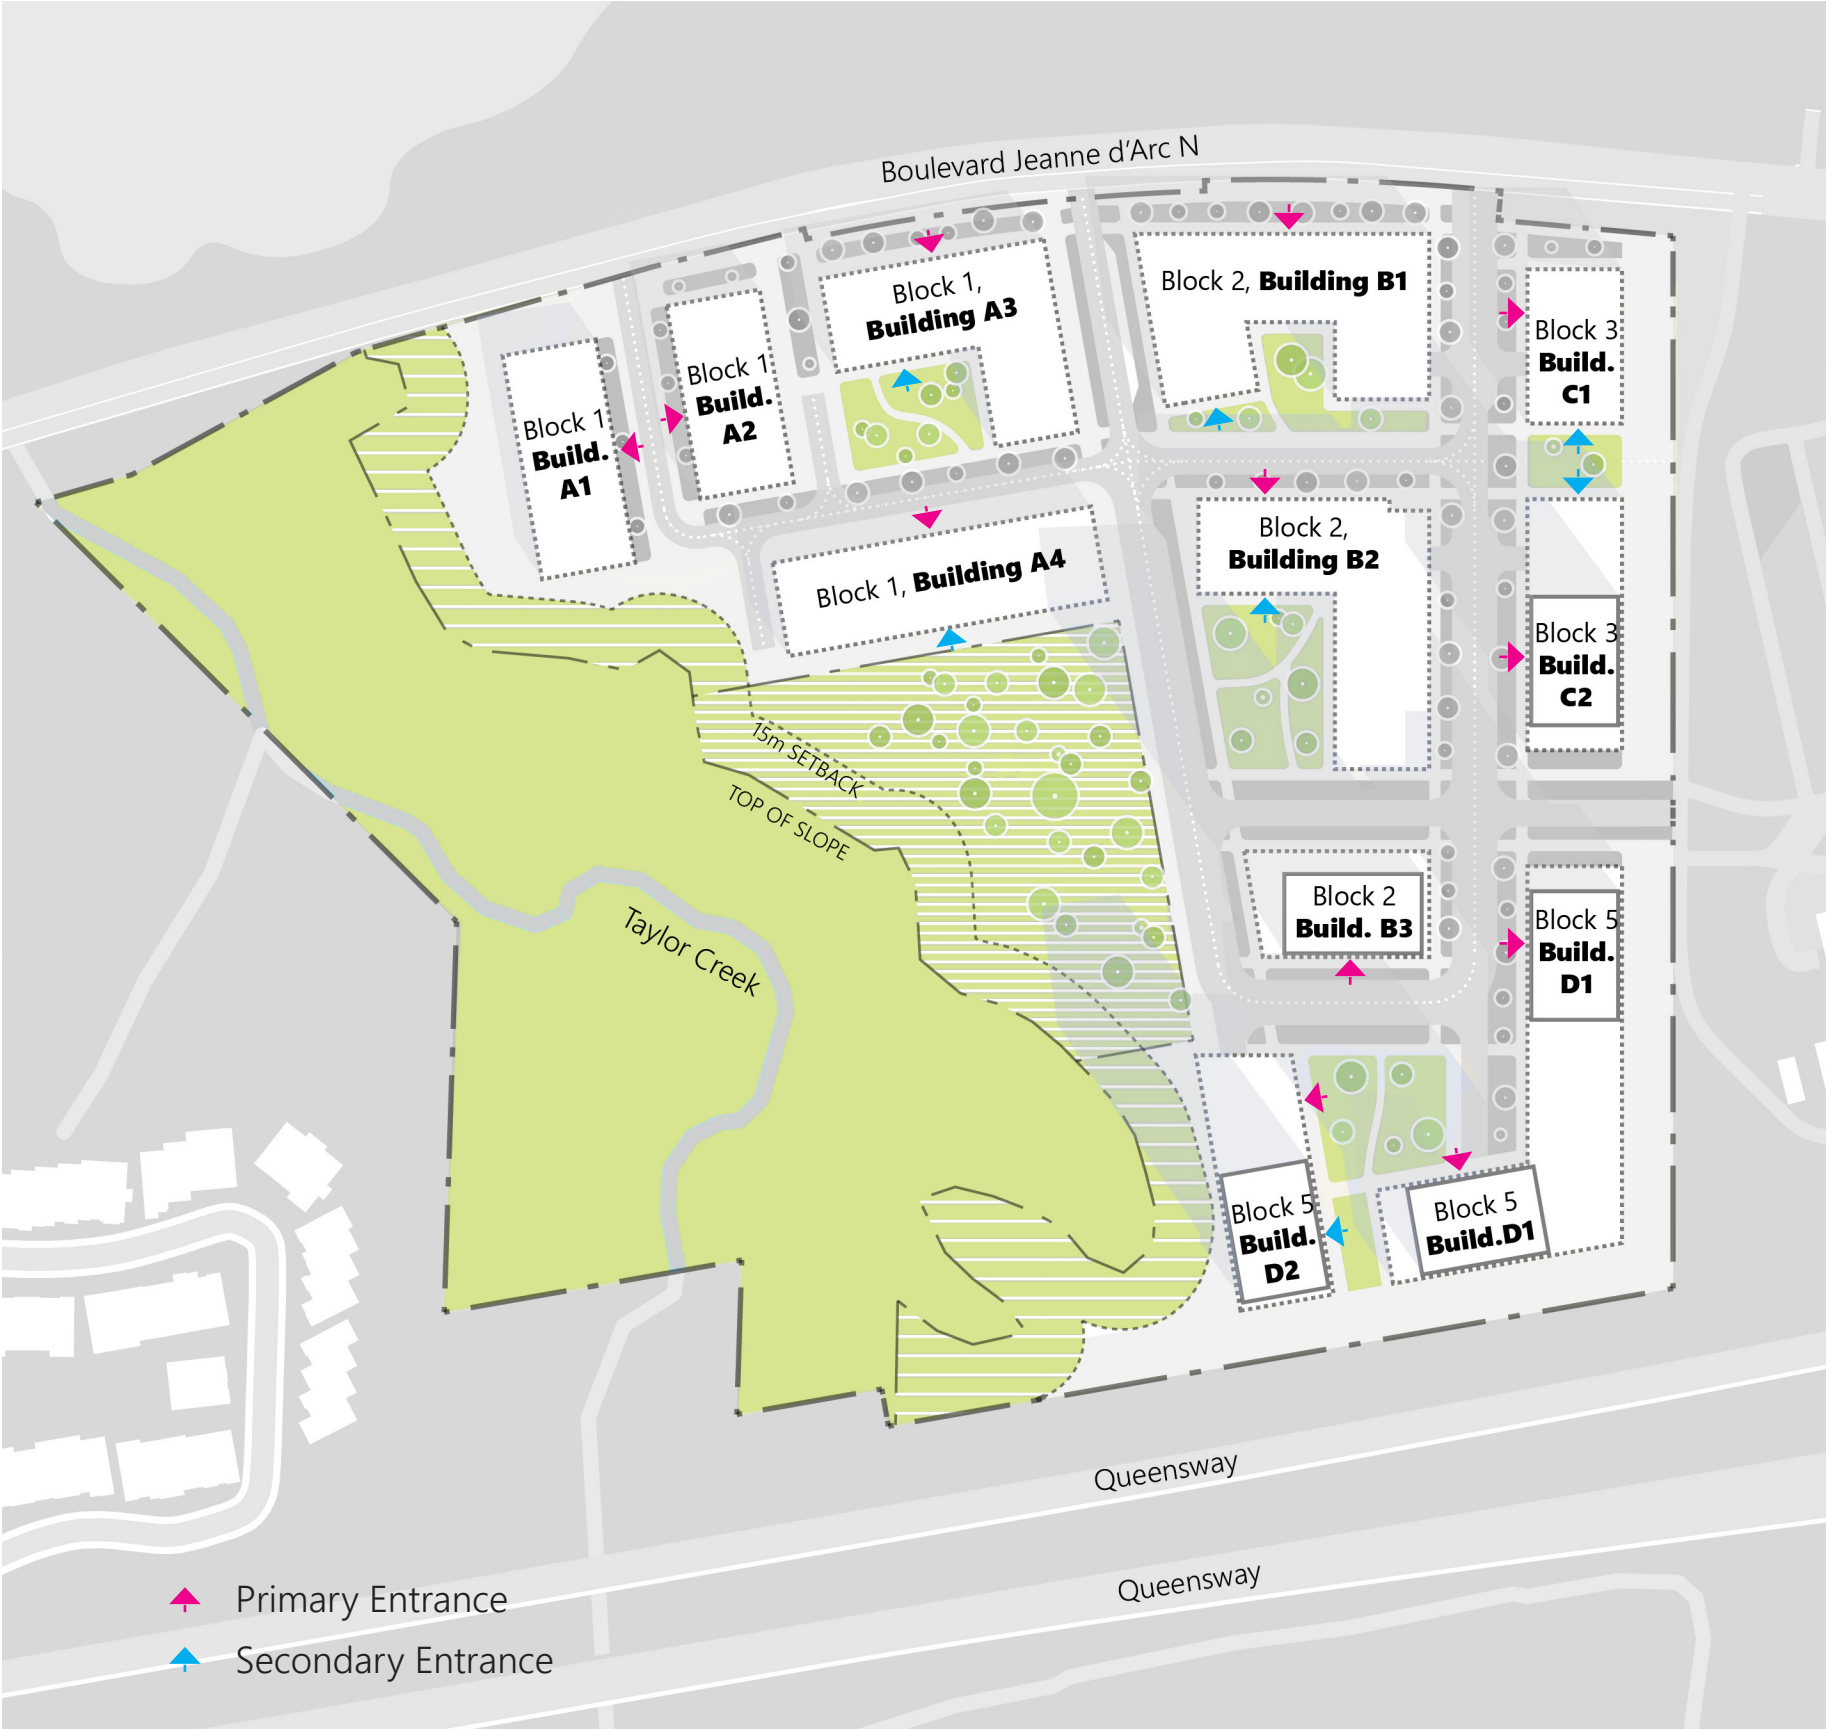 Boulevard Jeanne d’Arc N
Block 1,
Building A3
Block 2, Building B1
Block 3
Build.
C1
Block 1
Build.
A2
Block 1
Build.
A1
Block 2,
Building B2
Block 1, Building A4
Block 3
Build.
C2
15m SETBACK
TOP OF SLOPE
Block 2
Build. B3
Block 5
Build.
D1
Taylor Creek
Block 5
Build.
D2
Block 5
Build.D1
Queensway
Queensway
Primary Entrance
Secondary Entrance